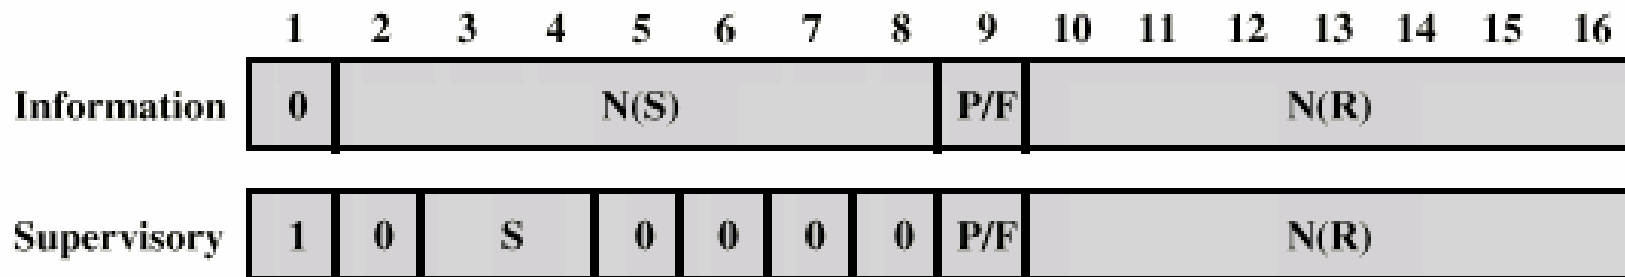 1 2 3 4 5 6 7 8 9 10 11 12 13 14 15 16
Information 0 N(S) P/F N(R)
Supervisory 1 0 S 0 0 0 0 P/F N(R)